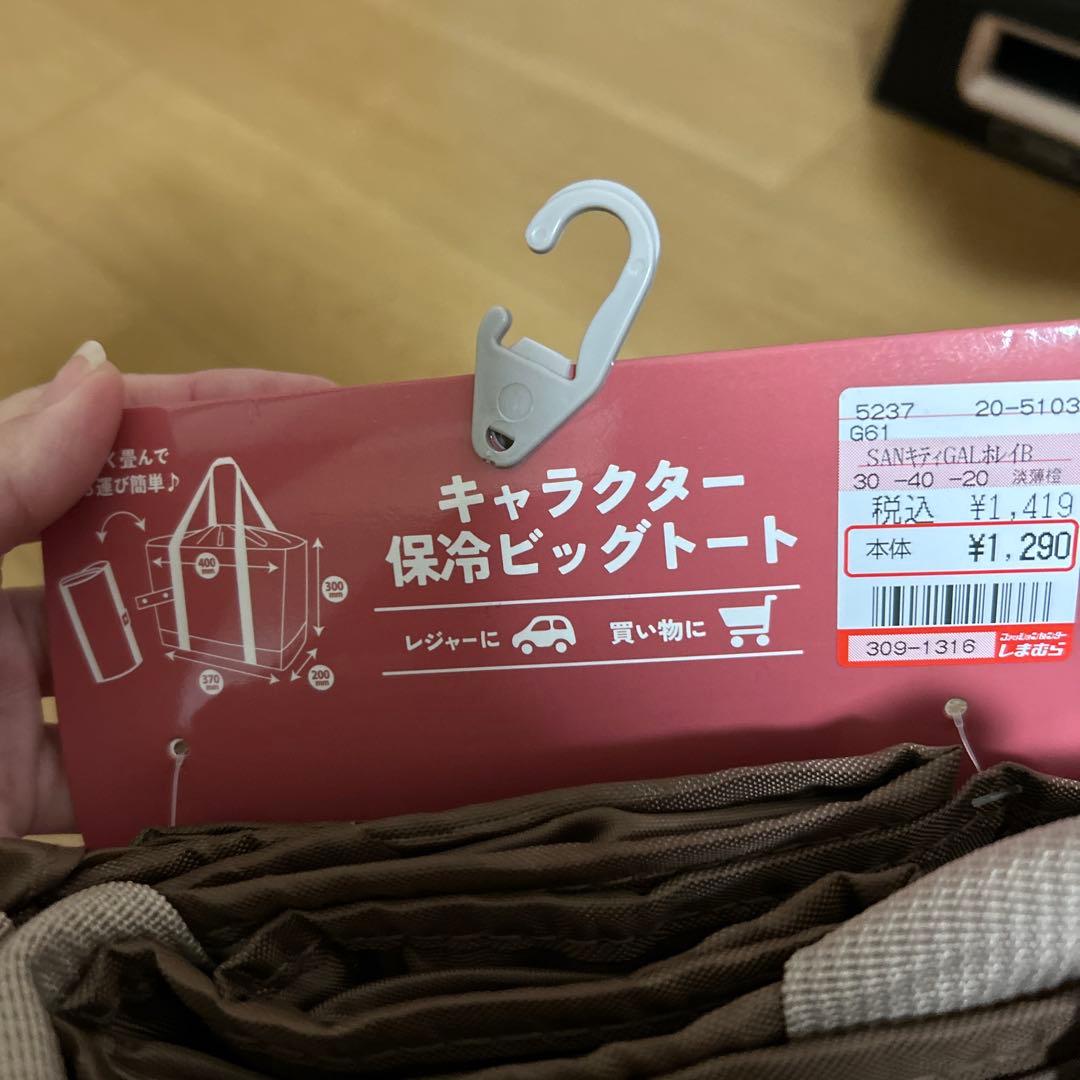 く畳んで
運び簡単♪
400
mm
300
mm
370
mm
200
mm
キャラクター
保冷ビッグトート
レジャーに 買い物に
5237 20-5103
G61
SANキティGALホレイB
30 -40 -20 淡薄橙
税込 ¥1,419
本体 ¥1,290
309-1316 ファッションセンター
しまむら